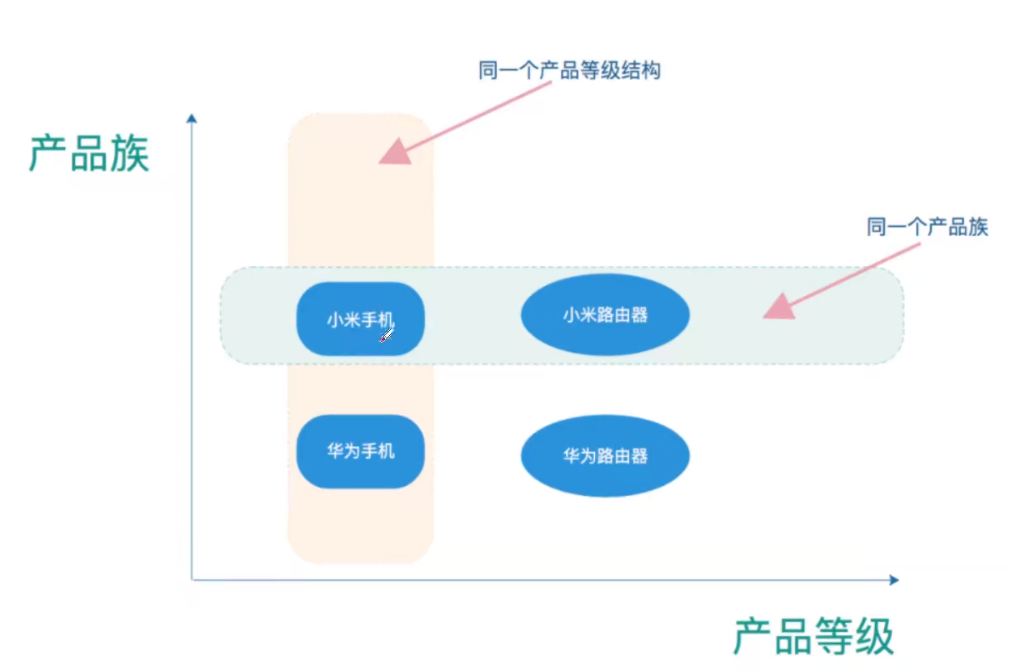 同一个产品等级结构
产品族
同一个产品族
小米手机
小米路由器
华为手机
华为路由器
产品等级